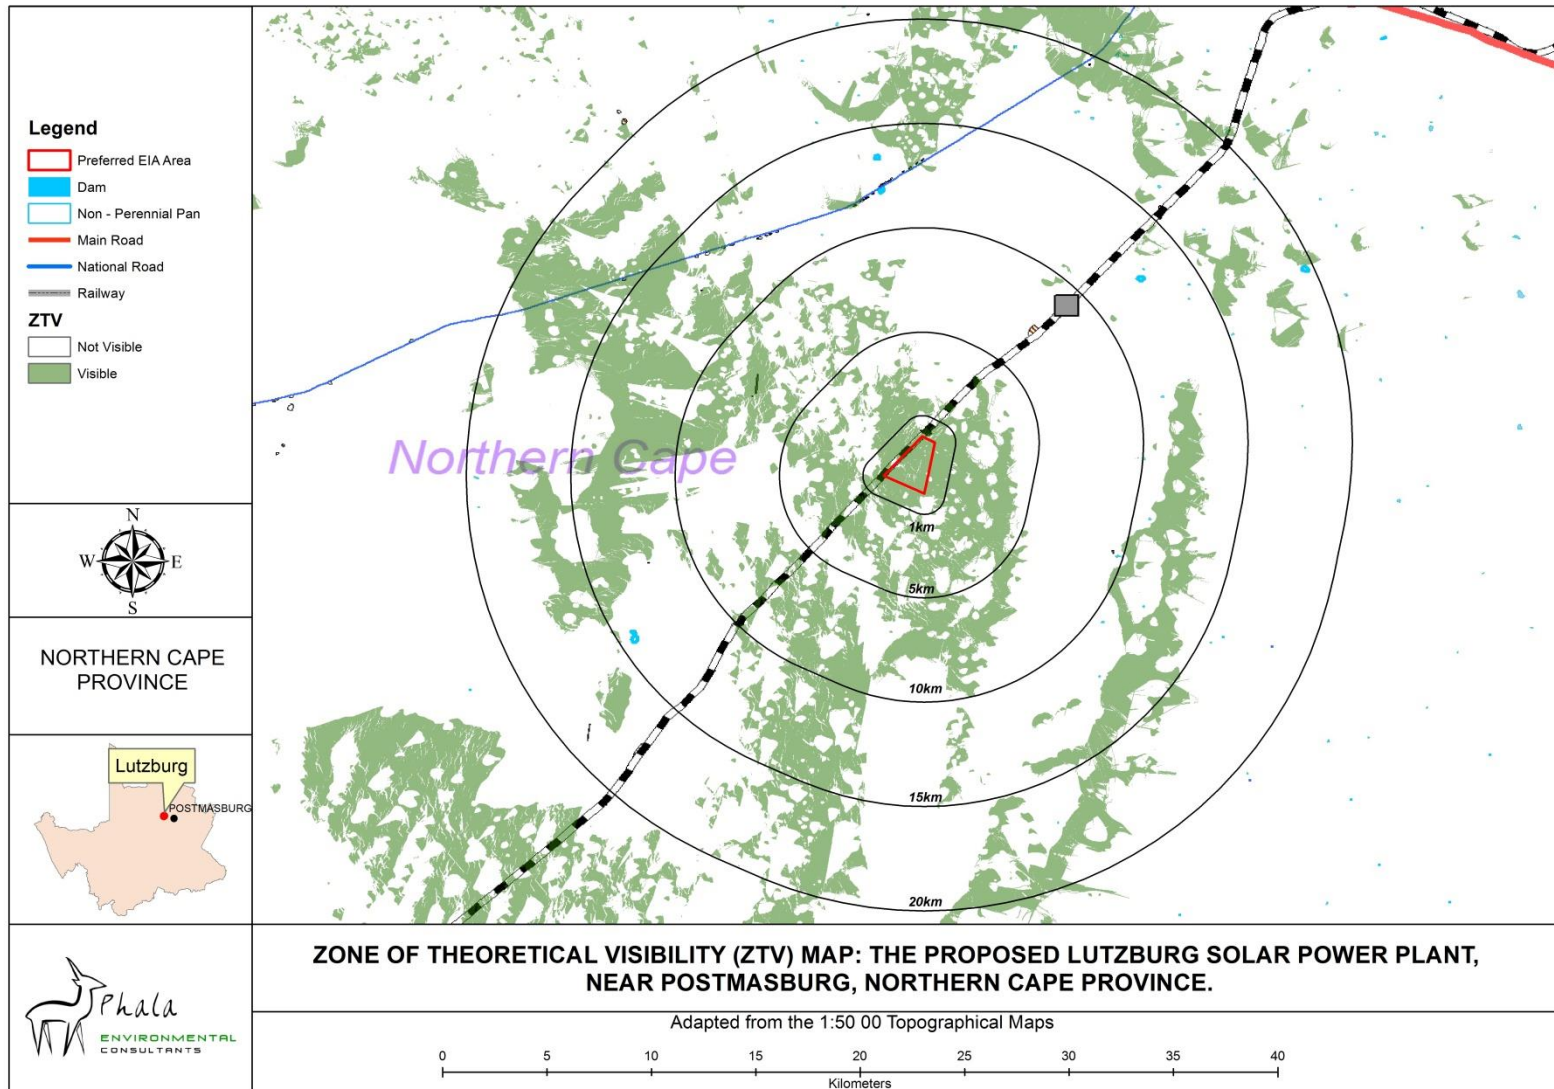 Legend
Preferred EIA Area
Dam
Non - Perennial Pan
Main Road
National Road
Railway
ZTV
Not Visible
Visible
N
W
E
S
NORTHERN CAPE
PROVINCE
Lutzburg
POSTMASBURG
Phala
ENVIRONMENTAL
CONSULTANTS
Northern Cape
1km
5km
10km
15km
20km
ZONE OF THEORETICAL VISIBILITY (ZTV) MAP: THE PROPOSED LUTZBURG SOLAR POWER PLANT,
NEAR POSTMASBURG, NORTHERN CAPE PROVINCE.
Adapted from the 1:50 00 Topographical Maps
0 5 10 15 20 25 30 35 40
Kilometers